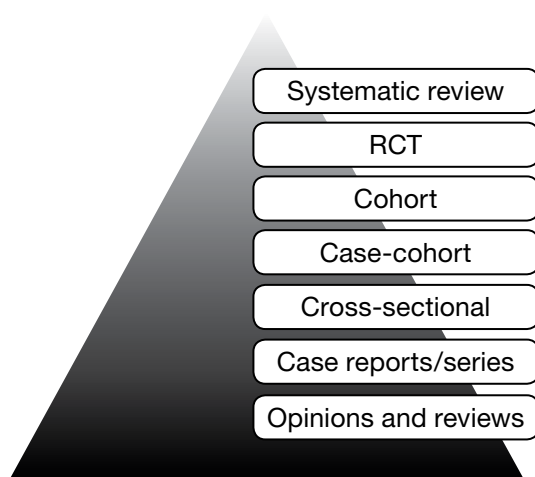 Systematic review
RCT
Cohort
Case-cohort
Cross-sectional
Case reports/series
Opinions and reviews